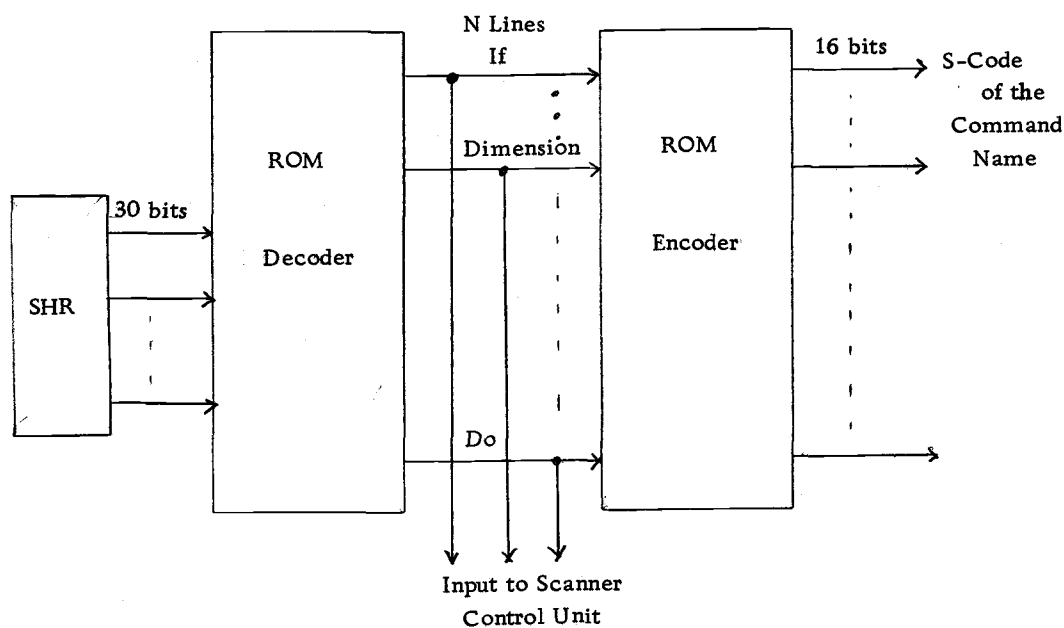 N Lines
If
16 bits
S-Code
of the
Command
Name
ROM
Dimension
ROM
30 bits
Decoder
Encoder
SHR
Do
Input to Scanner
Control Unit